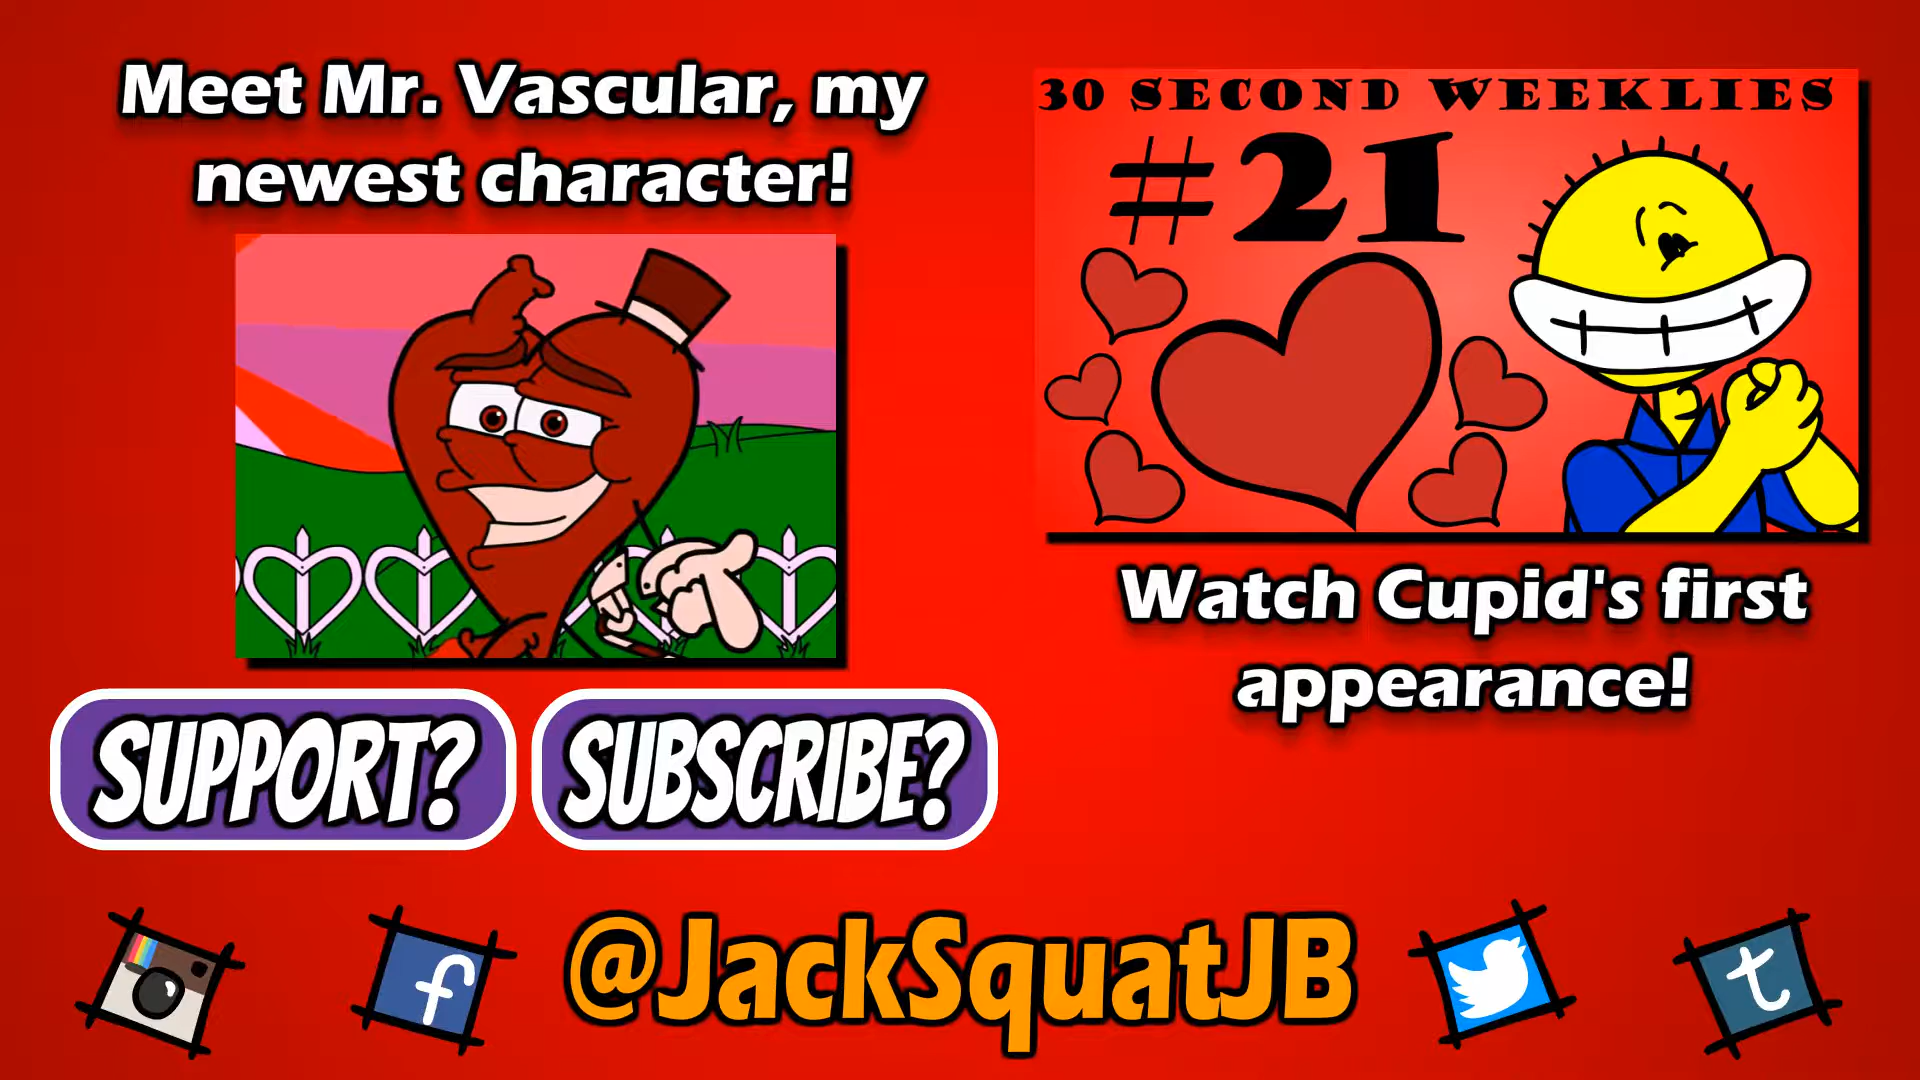 Meet Mr. Vascular, my
newest character!
30 SECOND WEEKLIES
#21
Watch Cupid's first
appearance!
SUPPORT?
SUBSCRIBE?
@JackSquatJB